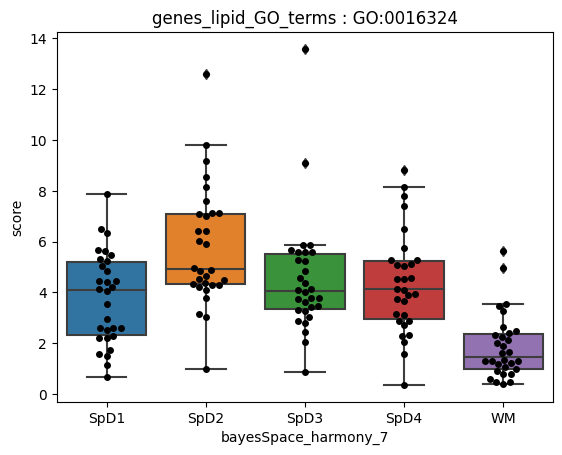 genes_lipid_GO_terms : GO:0016324
14
12
10
8
6
4
2
0
score
SpD1 SpD2 SpD3 SpD4 WM
bayesSpace_harmony_7